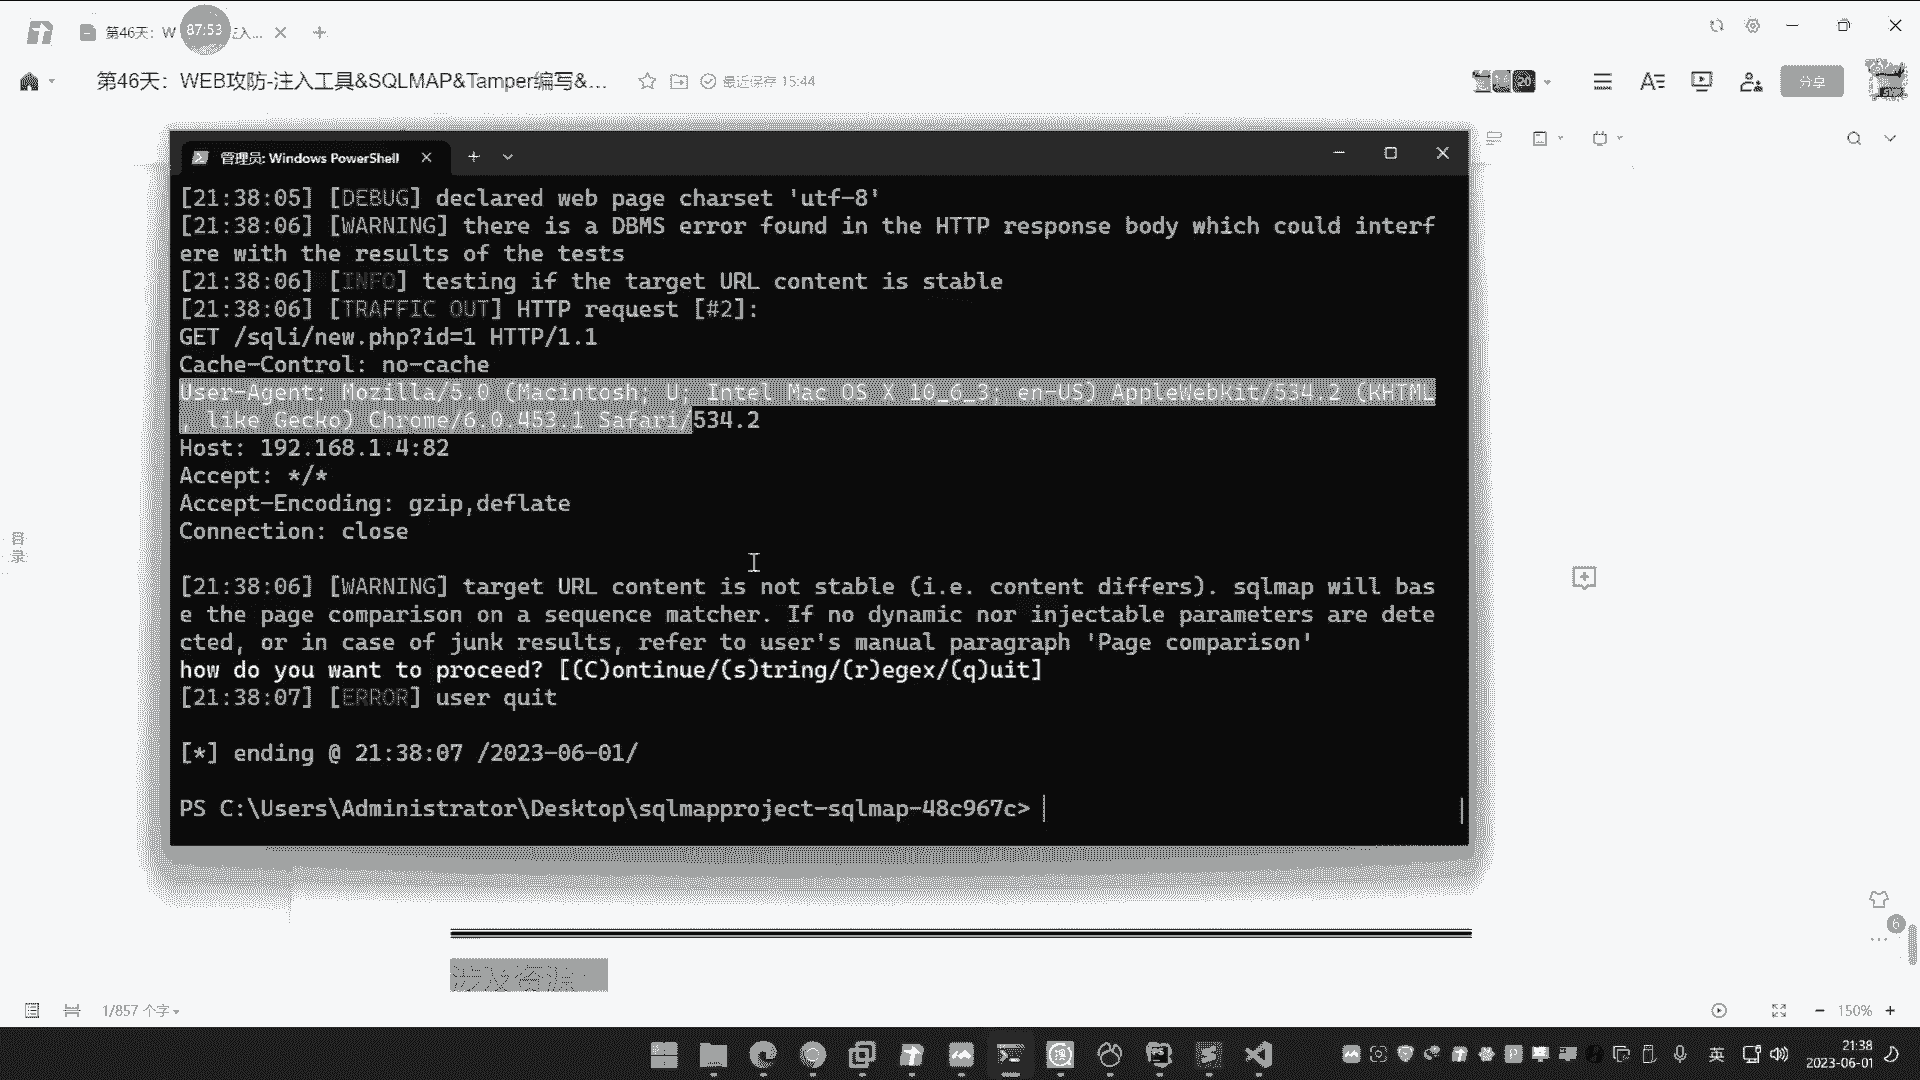 第46天：W
87:53
注入...
第46天：WEB攻防-注入工具&SQLMAP&Tamper编写&...
最近保存 15:44
20
分享
管理员: Windows PowerShell
[21:38:05] [DEBUG] declared web page charset 'utf-8'
[21:38:06] [WARNING] there is a DBMS error found in the HTTP response body which could interf
ere with the results of the tests
[21:38:06] [INFO] testing if the target URL content is stable
[21:38:06] [TRAFFIC OUT] HTTP request [#2]:
GET /sqli/new.php?id=1 HTTP/1.1
Cache-Control: no-cache
User-Agent: Mozilla/5.0 (Macintosh; U; Intel Mac OS X 10_6_3; en-US) AppleWebKit/534.2 (KHTML
, like Gecko) Chrome/6.0.453.1 Safari/534.2
Host: 192.168.1.4:82
Accept: */*
Accept-Encoding: gzip,deflate
Connection: close
[21:38:06] [WARNING] target URL content is not stable (i.e. content differs). sqlmap will bas
e the page comparison on a sequence matcher. If no dynamic nor injectable parameters are dete
cted, or in case of junk results, refer to user's manual paragraph 'Page comparison'
how do you want to proceed? [(C)ontinue/(s)tring/(r)egex/(q)uit]
[21:38:07] [ERROR] user quit
[*] ending @ 21:38:07 /2023-06-01/
PS C:\Users\Administrator\Desktop\sqlmapproject-sqlmap-48c967c>
目
录
涉及资源：
6
1/857 个字
150%
英
21:38
2023-06-01